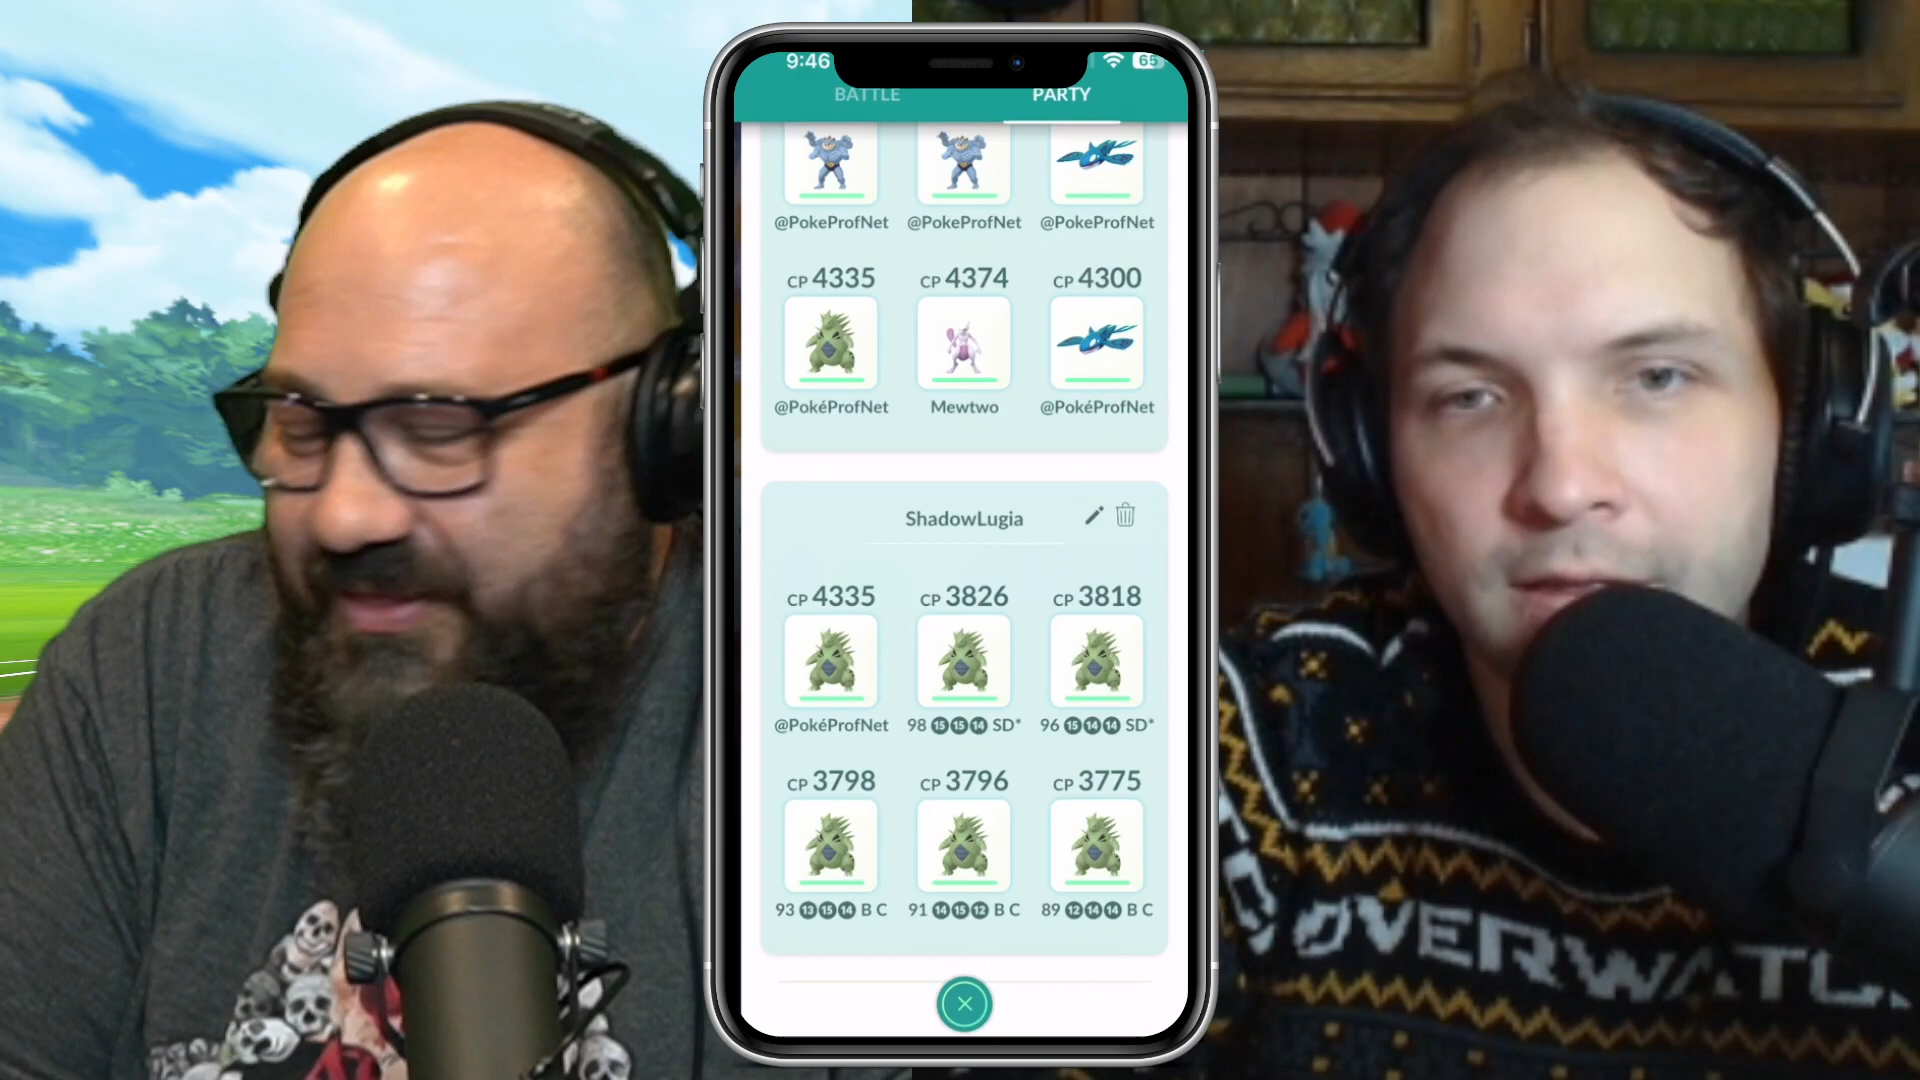 9:46
65
BATTLE PARTY
@PokeProfNet @PokeProfNet @PokeProfNet
CP 4335 CP 4374 CP 4300
@PokéProfNet Mewtwo @PokéProfNet
ShadowLugia
CP 4335 CP 3826 CP 3818
@PokéProfNet 98 15 15 14 SD* 96 15 14 14 SD*
CP 3798 CP 3796 CP 3775
93 13 15 14 B C 91 14 15 12 B C 89 12 14 14 B C
OVERWATC